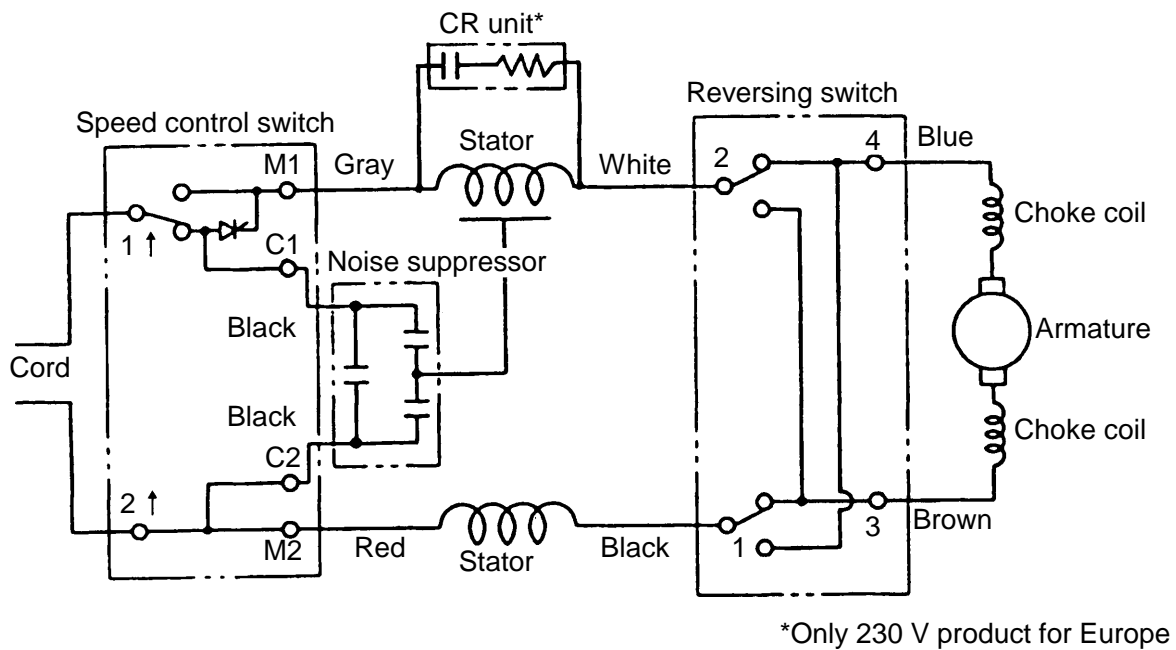 CR unit*
Reversing switch
Speed control switch
M1
Gray
Stator
White
2
4
Blue
1 ↑
C1
Noise suppressor
Choke coil
Black
Armature
Cord
Black
Choke coil
C2
2 ↑
M2
Red
Stator
Black
1
3
Brown
*Only 230 V product for Europe